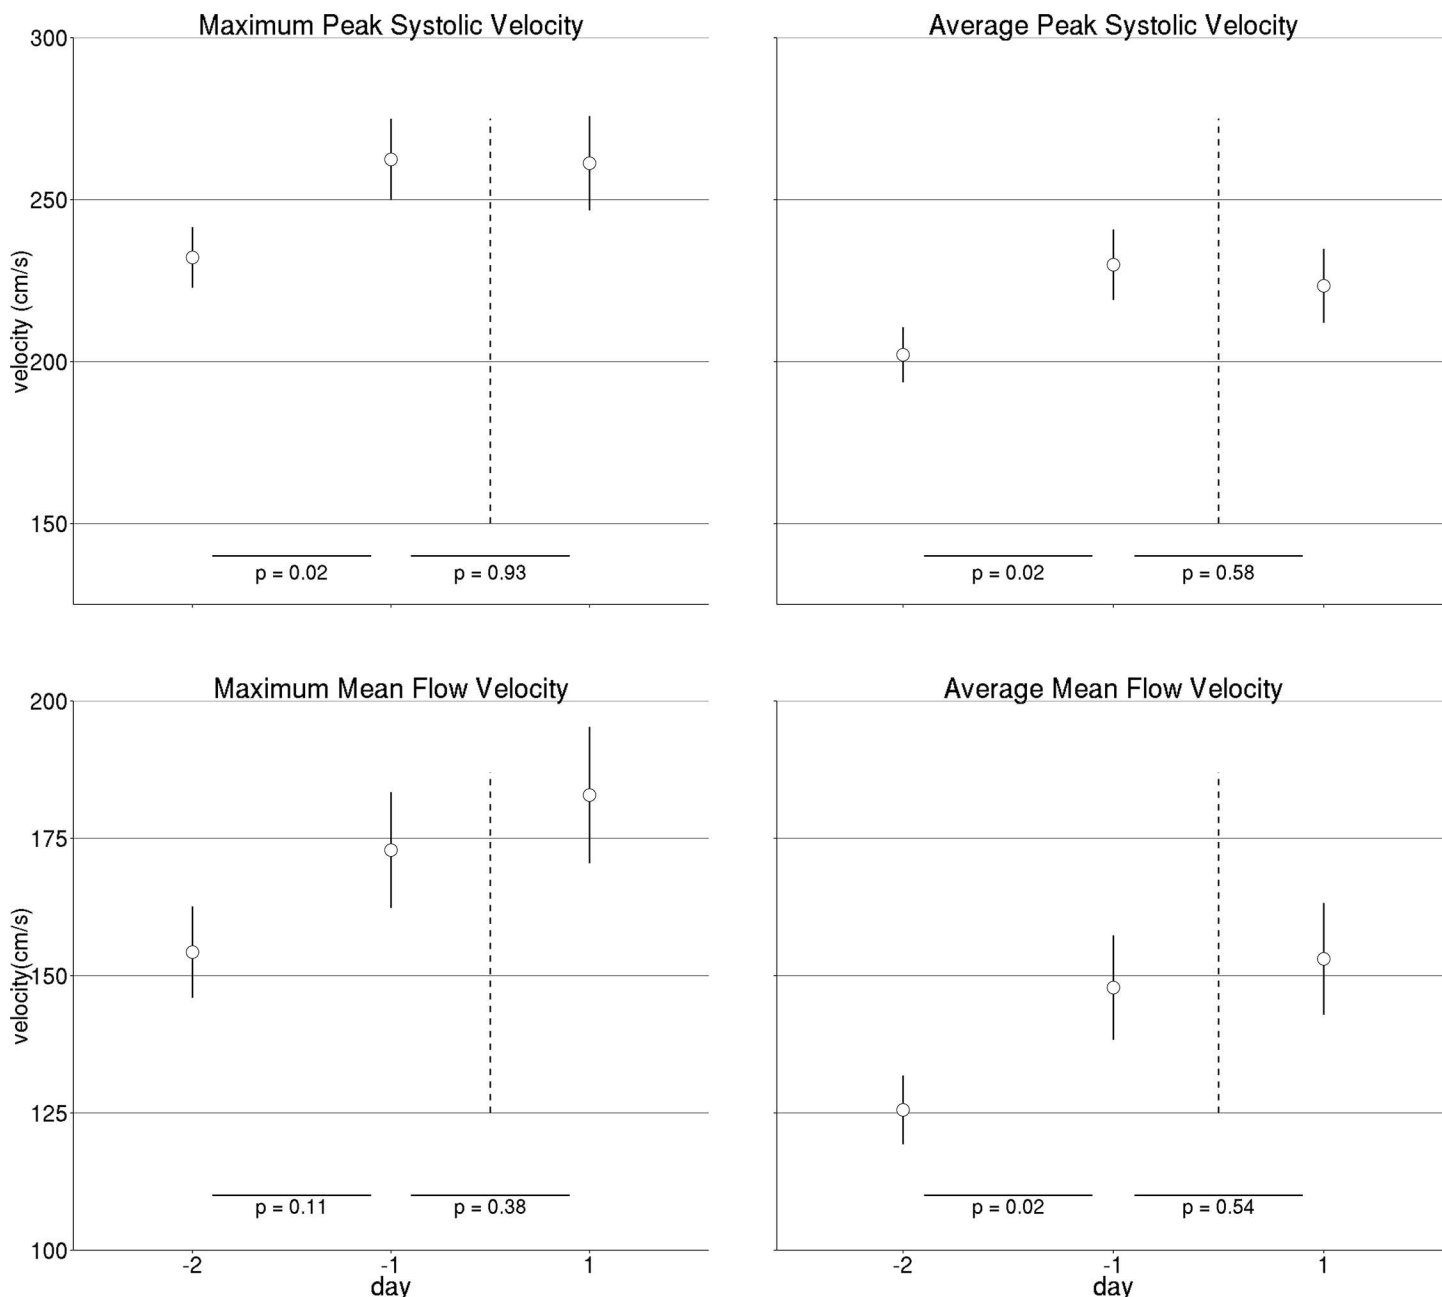 Maximum Peak Systolic Velocity
Average Peak Systolic Velocity
300
250
200
150
velocity (cm/s)
p = 0.02
p = 0.93
p = 0.02
p = 0.58
Maximum Mean Flow Velocity
Average Mean Flow Velocity
200
175
150
125
100
velocity(cm/s)
p = 0.11
p = 0.38
p = 0.02
p = 0.54
-2
-1
1
day
-2
-1
1
day